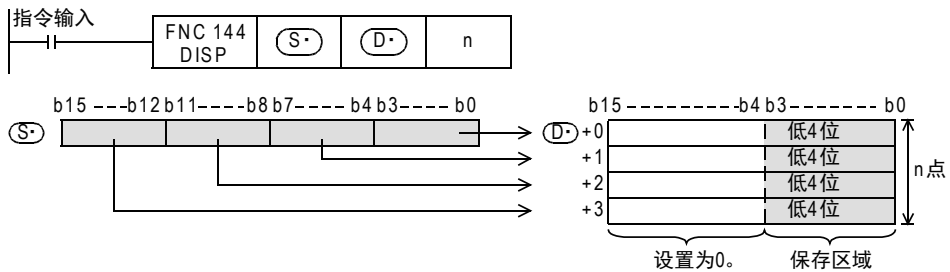 指令输入
FNC 144
DISP
S・
D・
n
b15 ----b12 b11----b8 b7---- b4 b3---- b0
S・
b15 -----------b4 b3-------- b0
D・ +0 低4位
+1 低4位
+2 低4位
+3 低4位
n点
设置为0。
保存区域